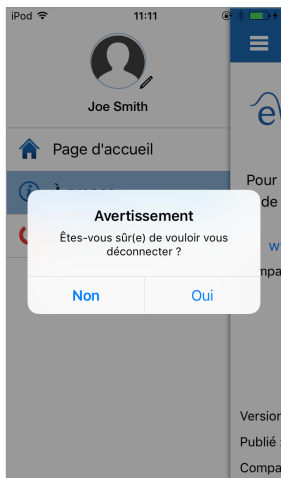 iPod 11:11
Joe Smith
Page d'accueil
À propos
Pour
de
Avertissement
Êtes-vous sûr(e) de vouloir vous
déconnecter ?
Non Oui
Version
Publié :
Compa